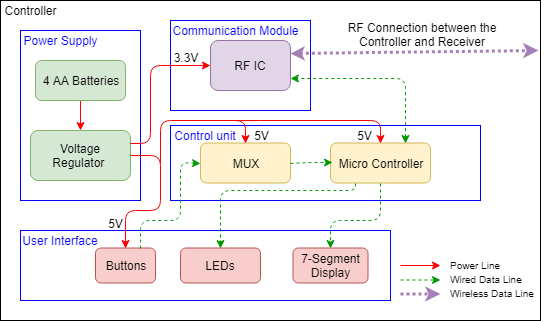 Controller
Power Supply
4 AA Batteries
Voltage
Regulator
Communication Module
3.3V
RF IC
RF Connection between the
Controller and Receiver
Control unit
5V
5V
MUX
Micro Controller
5V
User Interface
Buttons
LEDs
7-Segment
Display
Power Line
Wired Data Line
Wireless Data Line